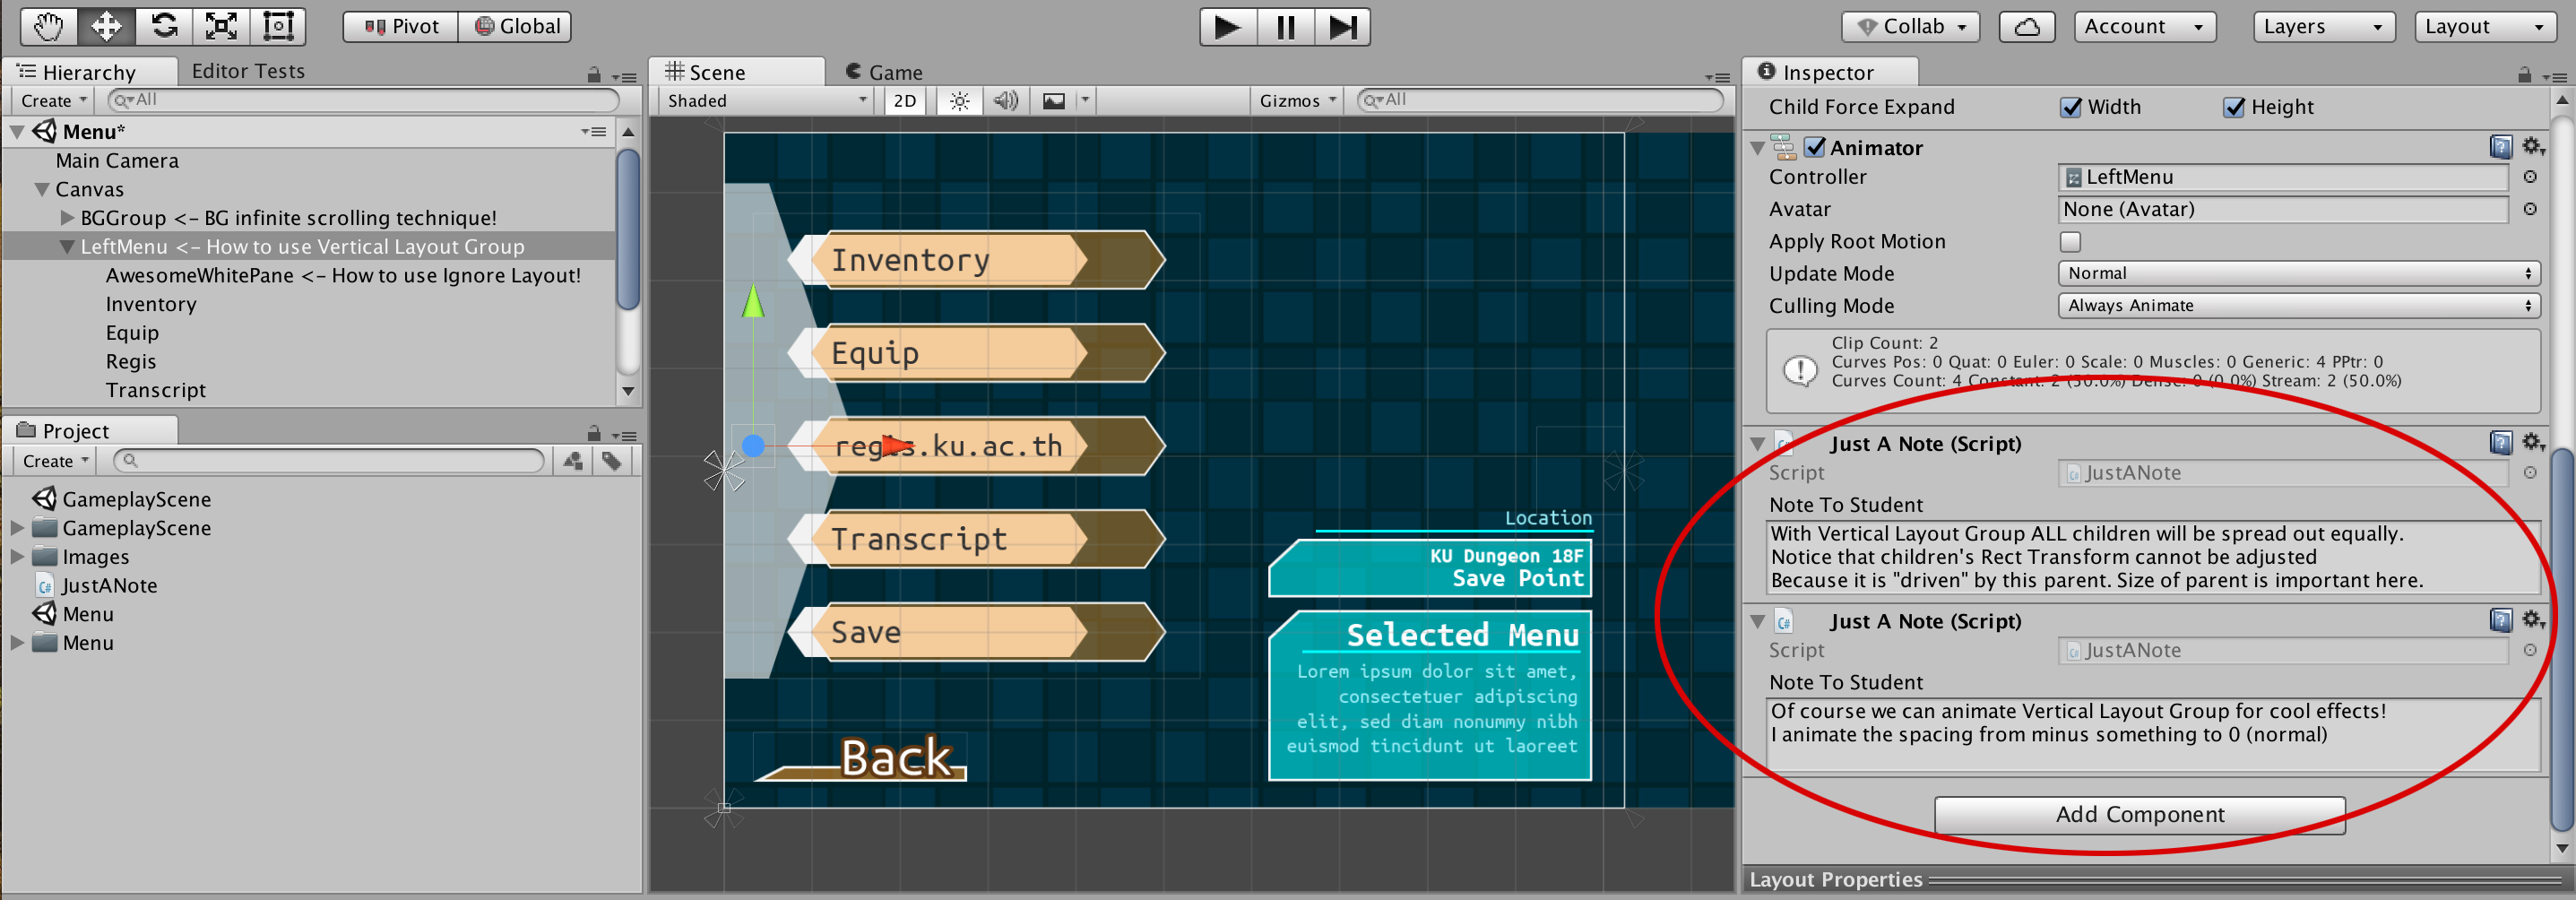 Pivot
Global
Collab
Account
Layers
Layout
Hierarchy
Editor Tests
Create
All
Menu*
Main Camera
Canvas
BGGroup <- BG infinite scrolling technique!
LeftMenu <- How to use Vertical Layout Group
AwesomeWhitePane <- How to use Ignore Layout!
Inventory
Equip
Regis
Transcript
Project
Create
GameplayScene
GameplayScene
Images
JustANote
Menu
Menu
Scene
Game
Shaded
2D
Gizmos
All
Inventory
Equip
regis.ku.ac.th
Transcript
Save
Back
Location
KU Dungeon 18F
Save Point
Selected Menu
Lorem ipsum dolor sit amet,
consectetuer adipiscing
elit, sed diam nonummy nibh
euismod tincidunt ut laoreet
Inspector
Child Force Expand Width Height
Animator
Controller LeftMenu
Avatar None (Avatar)
Apply Root Motion
Update Mode Normal
Culling Mode Always Animate
Clip Count: 2
Curves Pos: 0 Quat: 0 Euler: 0 Scale: 0 Muscles: 0 Generic: 4 PPtr: 0
Curves Count: 4 Constant: 2 (50.0%) Dense: 0 (0.0%) Stream: 2 (50.0%)
Just A Note (Script)
Script JustANote
Note To Student
With Vertical Layout Group ALL children will be spread out equally.
Notice that children's Rect Transform cannot be adjusted
Because it is "driven" by this parent. Size of parent is important here.
Just A Note (Script)
Script JustANote
Note To Student
Of course we can animate Vertical Layout Group for cool effects!
I animate the spacing from minus something to 0 (normal)
Add Component
Layout Properties